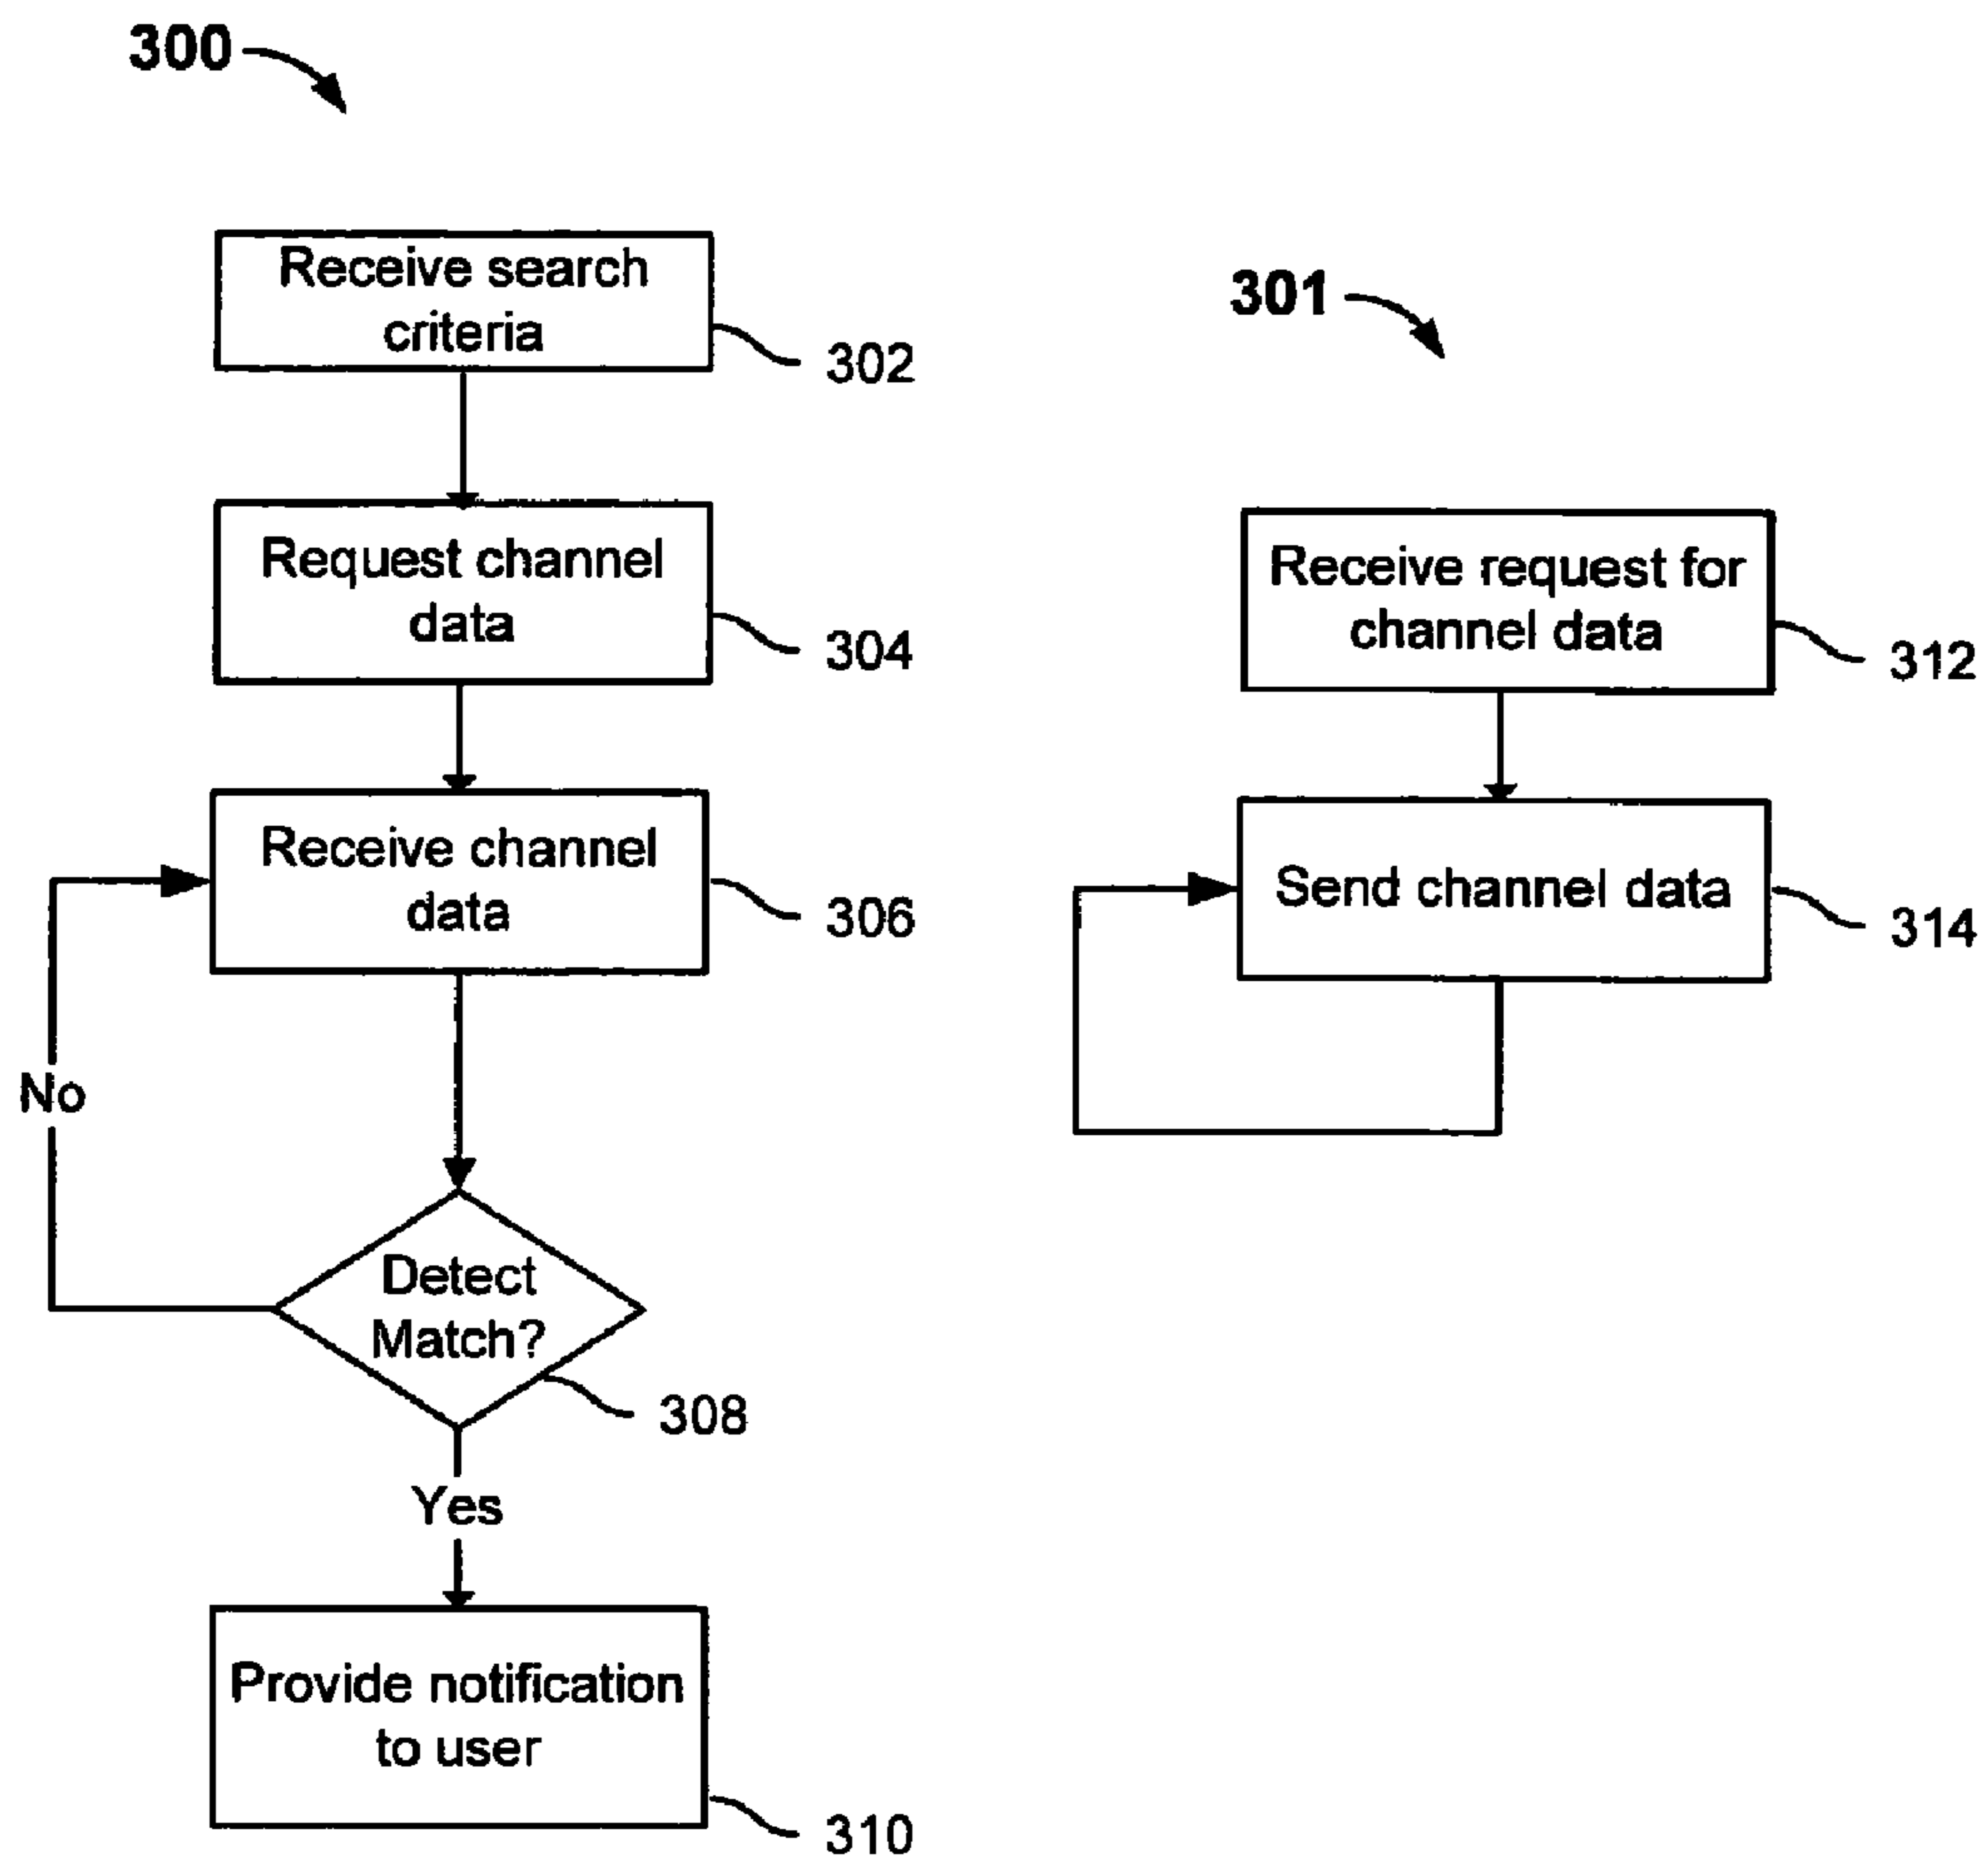 300
Receive search
criteria
302
Request channel
data
304
Receive channel
data
306
No
Detect
Match?
308
Yes
Provide notification
to user
310
301
Receive request for
channel data
312
Send channel data
314